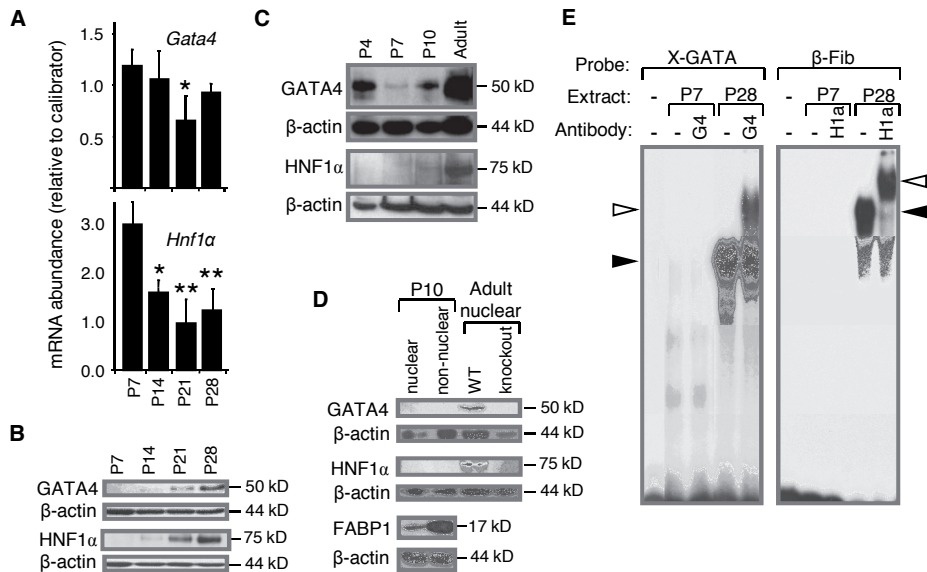 A
mRNA abundance (relative to calibrator)
Gata4
1.5
1.0
0.5
*
Hnf1α
3.0
2.0
1.0
0.0
* ** **
P7 P14 P21 P28
B
P7 P14 P21 P28
GATA4 50 kD
β-actin 44 kD
HNF1α 75 kD
β-actin 44 kD
C
P4 P7 P10 Adult
GATA4 50 kD
β-actin 44 kD
HNF1α 75 kD
β-actin 44 kD
D
P10 Adult nuclear
nuclear non-nuclear WT knockout
GATA4 50 kD
β-actin 44 kD
HNF1α 75 kD
β-actin 44 kD
FABP1 17 kD
β-actin 44 kD
E
Probe: X-GATA β-Fib
Extract: - P7 P28 - P7 P28
Antibody: - - G4 - G4 - - H1a - H1a